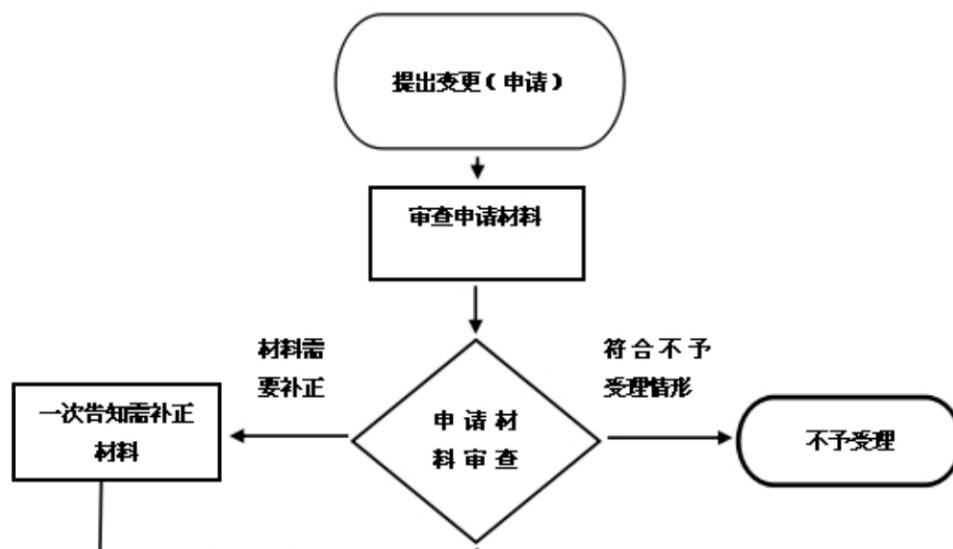 提出变更（申请）
审查申请材料
材料需
要补正
符合不予
受理情形
一次告知需补正
材料
申请材
料审查
不予受理